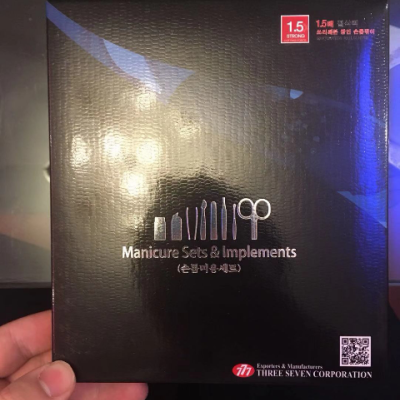 1.5
STRONG
1.5배
Manicure Sets & Implements
(손톱미용세트)
777
Exporters & Manufacturers
THREE SEVEN CORPORATION